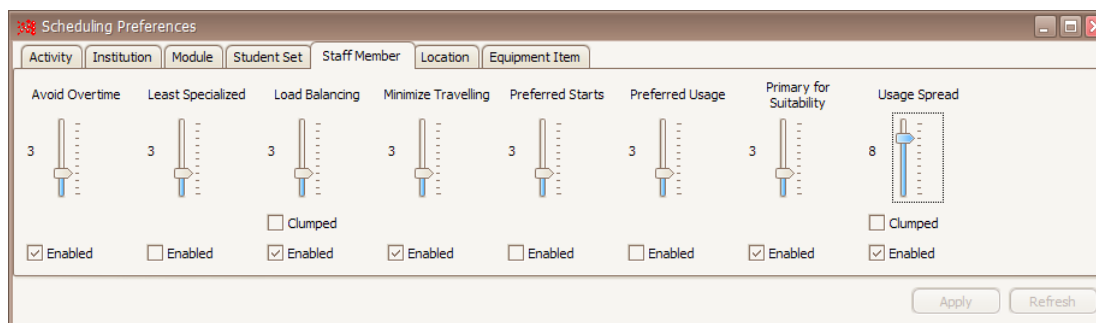 Scheduling Preferences
Activity Institution Module Student Set Staff Member Location Equipment Item
Avoid Overtime Least Specialized Load Balancing Minimize Travelling Preferred Starts Preferred Usage Primary for Suitability Usage Spread
3 3 3 3 3 3 3 8
Clumped Clumped
Enabled Enabled Enabled Enabled Enabled Enabled Enabled Enabled
Apply Refresh